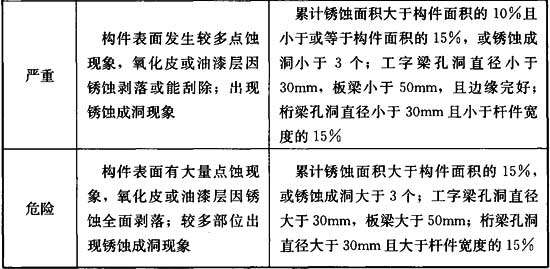 严重
构件表面发生较多点蚀
现象，氧化皮或油漆层因
锈蚀剥落或能刮除；出现
锈蚀成洞现象
累计锈蚀面积大于构件面积的10%且
小于或等于构件面积的15%，或锈蚀成
洞小于3个；工字梁孔洞直径小于
30mm，板梁小于50mm，且边缘完好；
桁梁孔洞直径小于30mm且小于杆件宽
度的15%
危险
构件表面有大量点蚀现
象，氧化皮或油漆层因锈
蚀全面剥落；较多部位出
现锈蚀成洞现象
累计锈蚀面积大于构件面积的15%，
或锈蚀成洞大于3个；工字梁孔洞直径
大于30mm，板梁大于50mm；桁梁孔洞
直径大于30mm且大于杆件宽度的15%